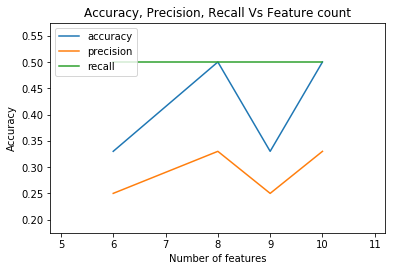 Accuracy, Precision, Recall Vs Feature count
accuracy
precision
recall
0.55
0.50
0.45
0.40
0.35
0.30
0.25
0.20
Accuracy
5 6 7 8 9 10 11
Number of features